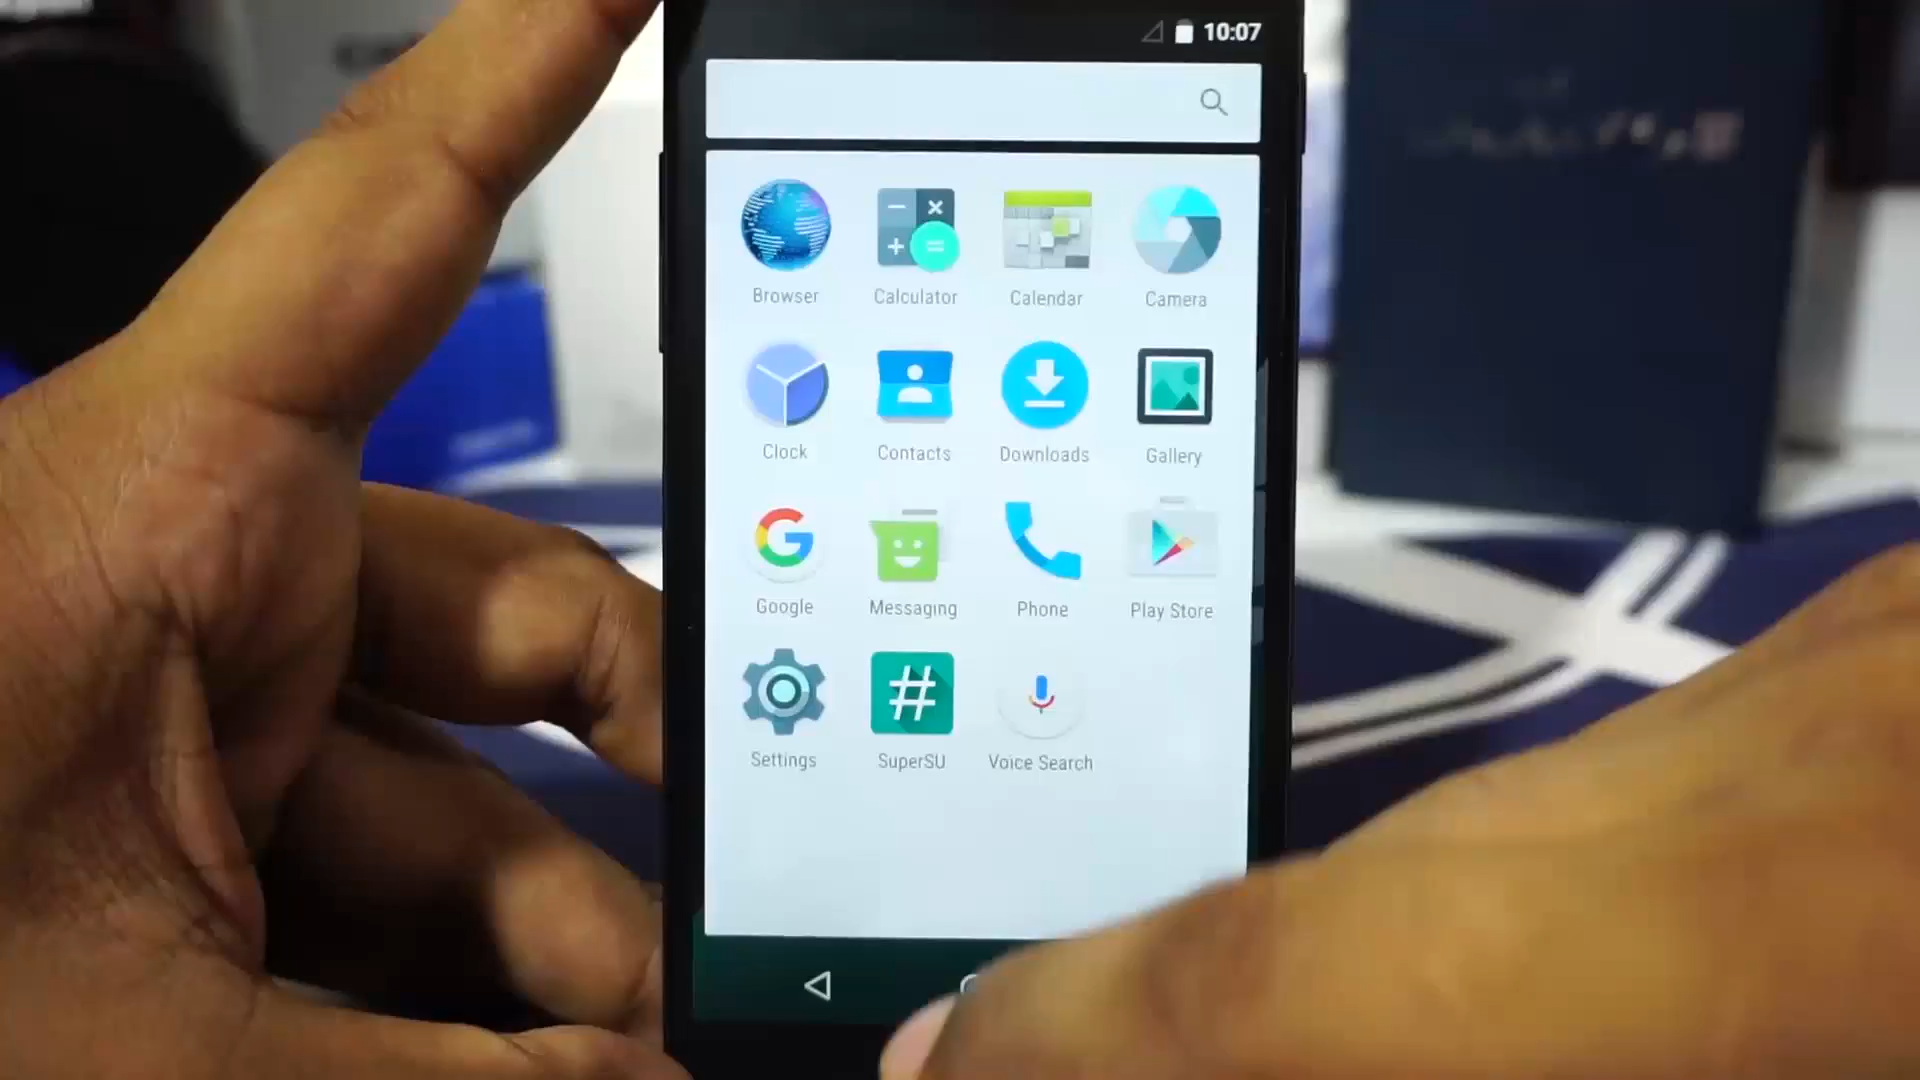 10:07
Browser Calculator Calendar Camera
Clock Contacts Downloads Gallery
Google Messaging Phone Play Store
Settings SuperSU Voice Search